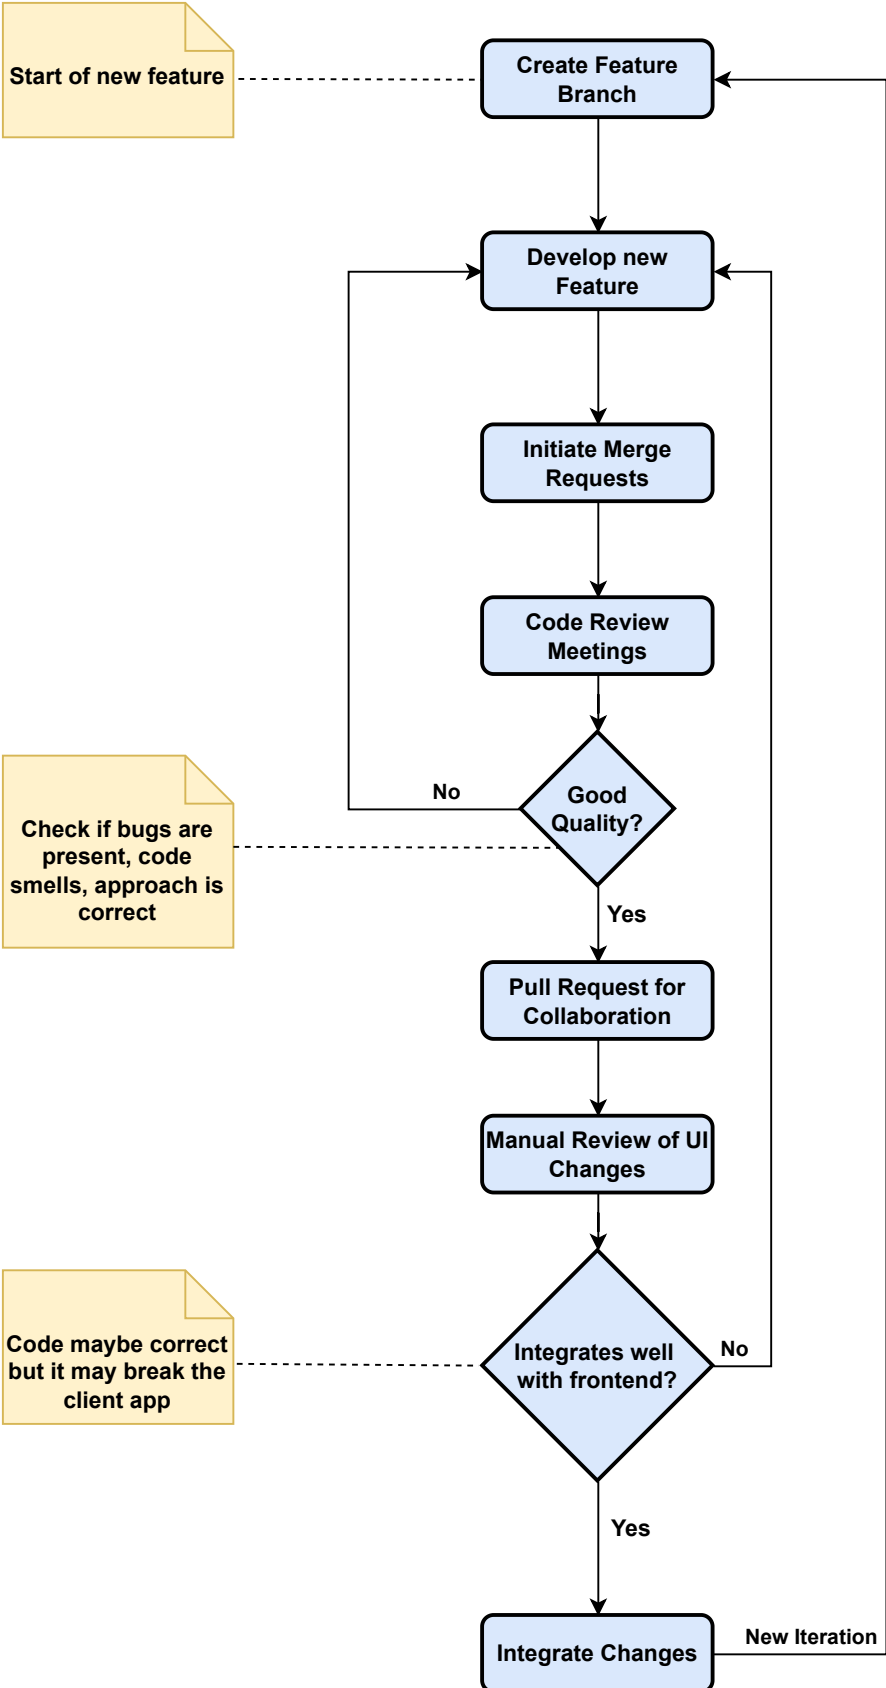 Start of new feature
Create Feature
Branch
Develop new
Feature
Initiate Merge
Requests
Code Review
Meetings
No
Good
Quality?
Check if bugs are
present, code
smells, approach is
correct
Yes
Pull Request for
Collaboration
Manual Review of UI
Changes
Code maybe correct
but it may break the
client app
Integrates well
with frontend?
No
Yes
Integrate Changes
New Iteration